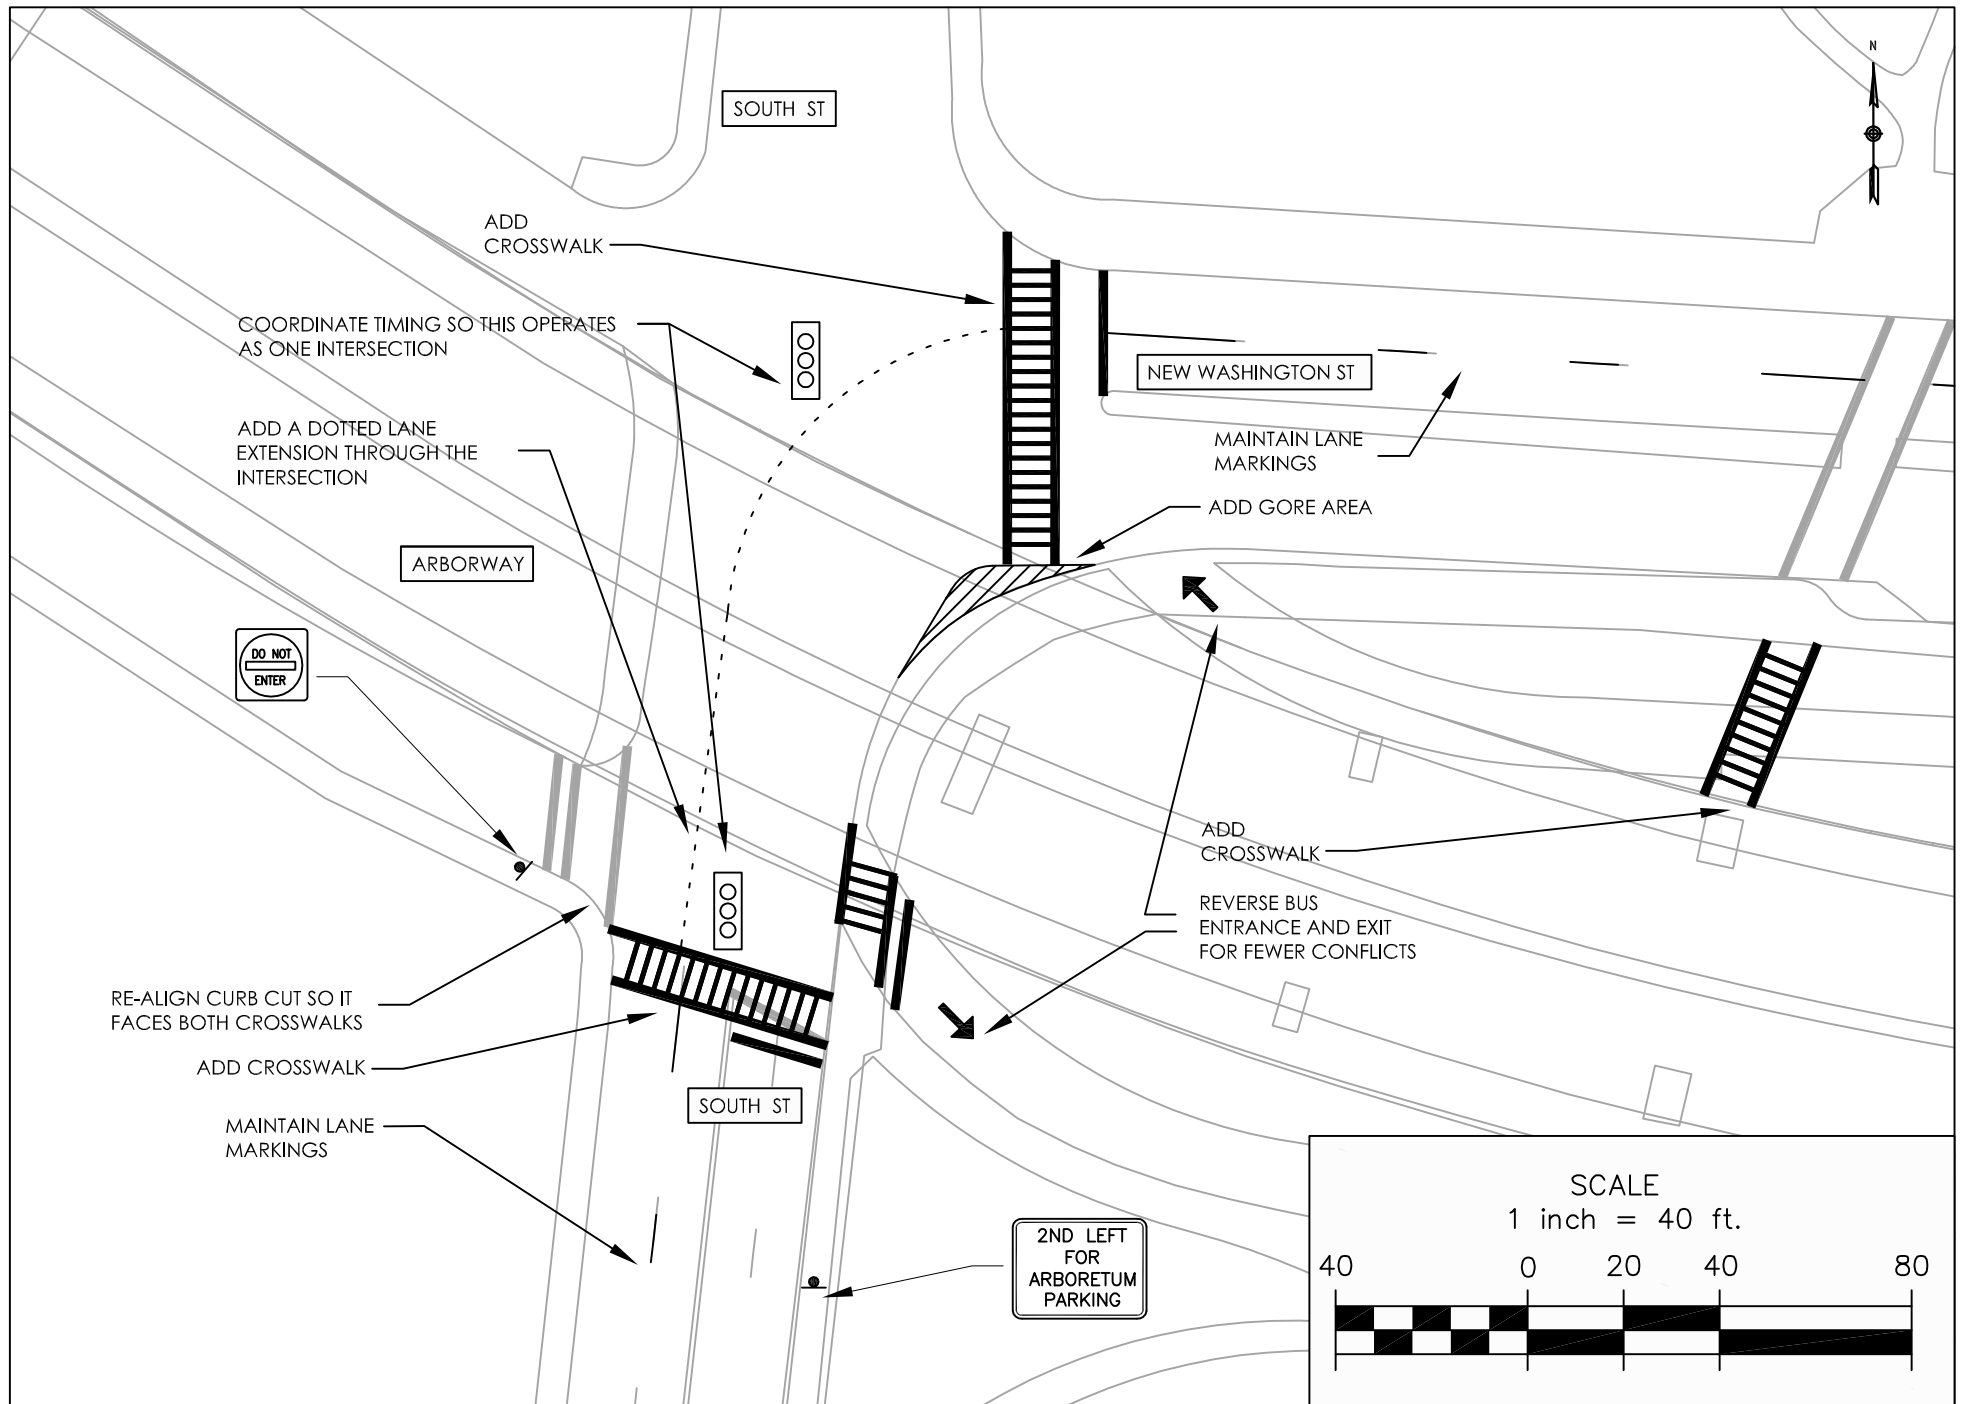 N
SOUTH ST
ADD
CROSSWALK
COORDINATE TIMING SO THIS OPERATES
AS ONE INTERSECTION
NEW WASHINGTON ST
ADD A DOTTED LANE
EXTENSION THROUGH THE
INTERSECTION
MAINTAIN LANE
MARKINGS
ADD GORE AREA
ARBORWAY
DO NOT
ENTER
ADD
CROSSWALK
REVERSE BUS
ENTRANCE AND EXIT
FOR FEWER CONFLICTS
RE-ALIGN CURB CUT SO IT
FACES BOTH CROSSWALKS
ADD CROSSWALK
SOUTH ST
MAINTAIN LANE
MARKINGS
2ND LEFT
FOR
ARBORETUM
PARKING
SCALE
1 inch = 40 ft.
40 0 20 40 80